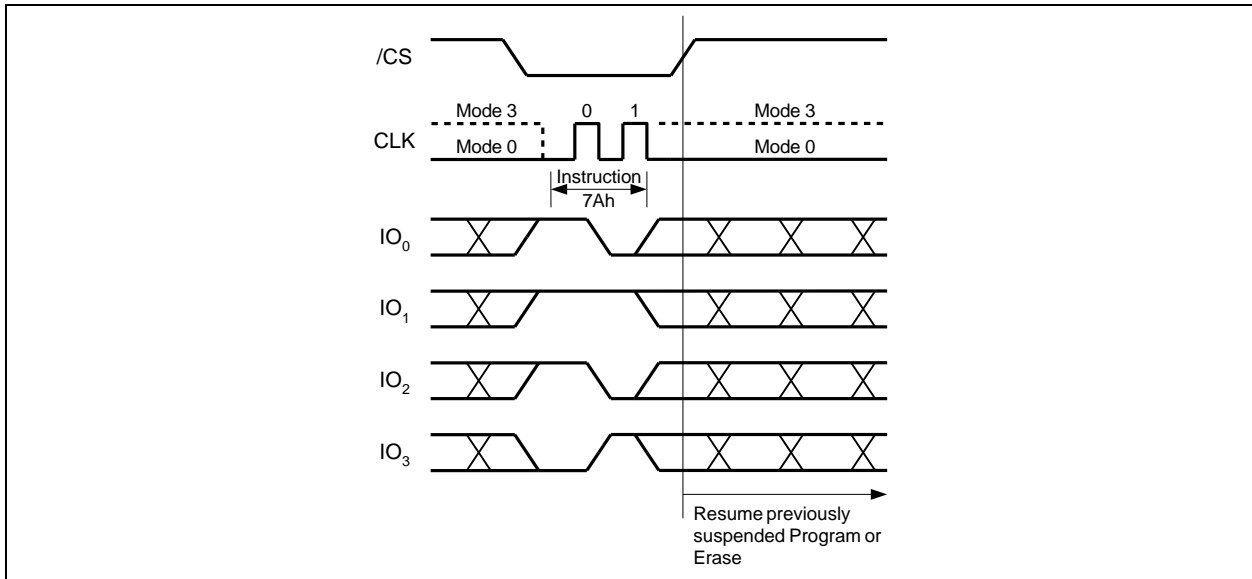 /CS
Mode 3 0 1 Mode 3
CLK
Mode 0 Mode 0
Instruction
7Ah
IO0
IO1
IO2
IO3
Resume previously
suspended Program or
Erase